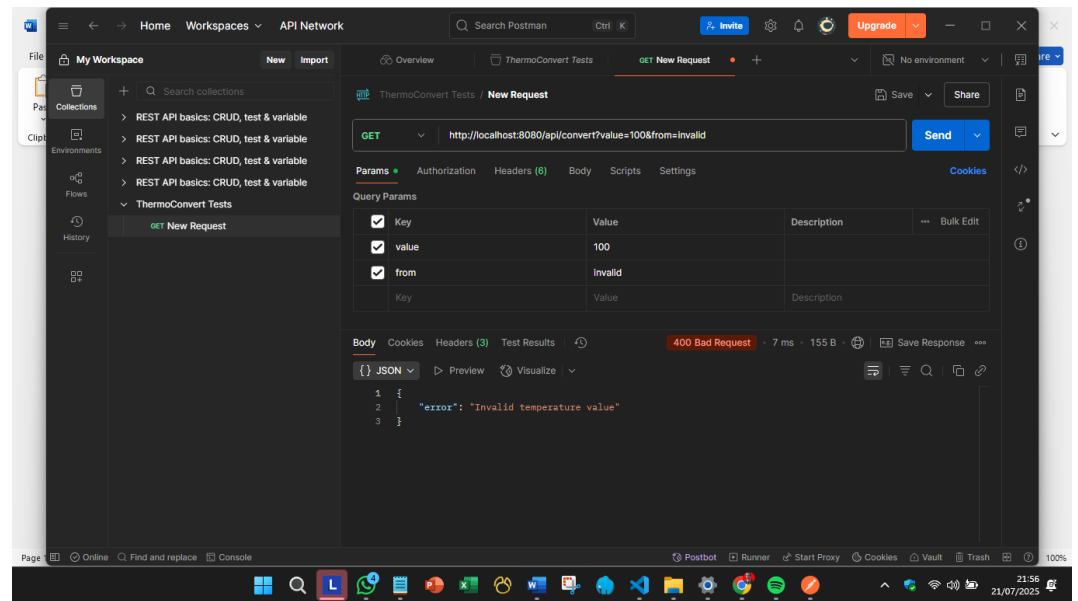 Home Workspaces API Network Search Postman Ctrl K Invite Upgrade
File My Workspace New Import Overview ThermoConvert Tests GET New Request No environment
Collections Search collections ThermoConvert Tests / New Request Save Share
REST API basics: CRUD, test & variable
REST API basics: CRUD, test & variable GET http://localhost:8080/api/convert?value=100&from=invalid Send
Environments
REST API basics: CRUD, test & variable
REST API basics: CRUD, test & variable Params Authorization Headers (6) Body Scripts Settings Cookies
Flows
ThermoConvert Tests Query Params
GET New Request Key Value Description Bulk Edit
History
value 100
from invalid
Key Value Description
Body Cookies Headers (3) Test Results 400 Bad Request 7 ms 155 B e.g. Save Response
{} JSON Preview Visualize
1 {
2 "error": "Invalid temperature value"
3 }
Page Online Find and replace Console Postbot Runner Start Proxy Cookies Vault Trash 100%
L 4 21:56
21/07/2025